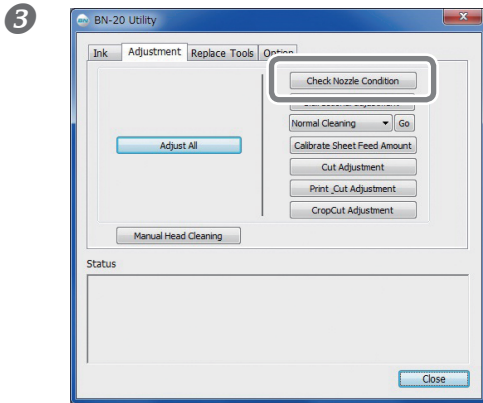 3
BN-20 Utility
Ink Adjustment Replace Tools Option
Check Nozzle Condition
Normal Cleaning Go
Adjust All
Calibrate Sheet Feed Amount
Cut Adjustment
Print_Cut Adjustment
CropCut Adjustment
Manual Head Cleaning
Status
Close